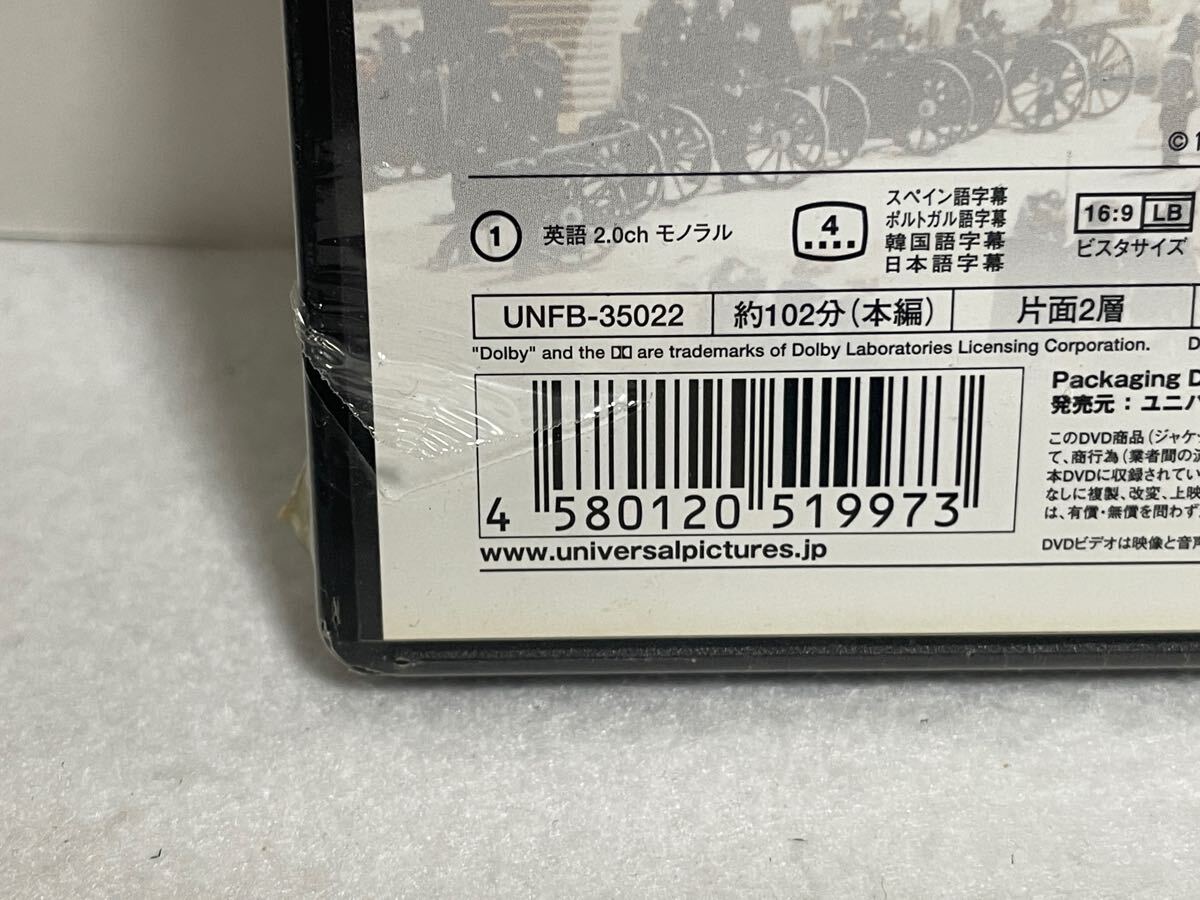 © 1
1 英語 2.0ch モノラル
4
スペイン語字幕
ポルトガル語字幕
韓国語字幕
日本語字幕
16:9 LB
ビスタサイズ
UNFB-35022 約102分(本編) 片面2層
"Dolby" and the DD are trademarks of Dolby Laboratories Licensing Corporation. D
4 580120 519973
www.universalpictures.jp
Packaging D
発売元:ユニバ
このDVD商品(ジャケ
て、商行為(業者間の
本DVDに収録されてい
なしに複製、改変、上映
は、有償・無償を問わず
DVDビデオは映像と音声